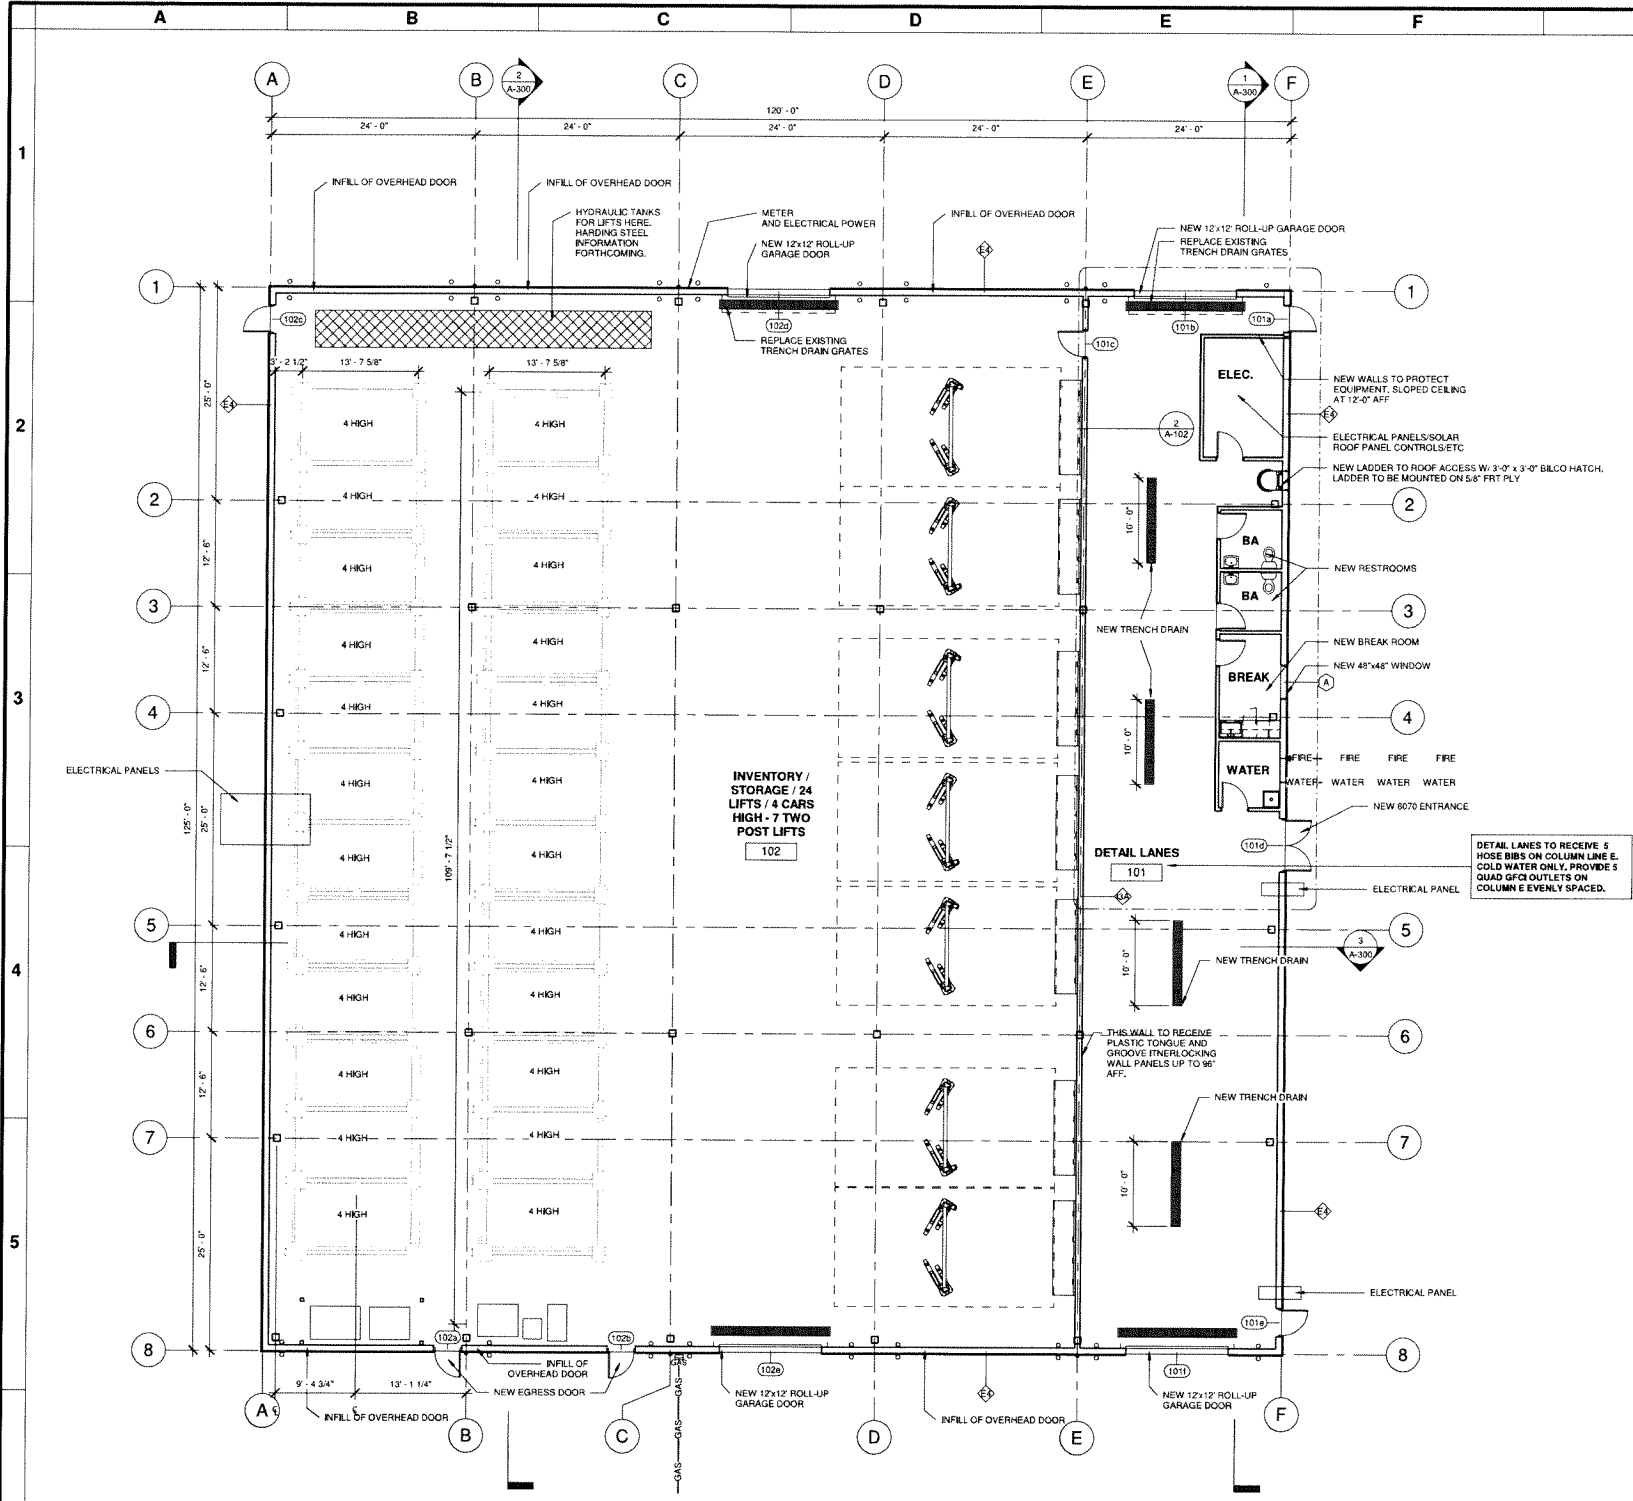 A B C D E F
A B C D E F
2
A-300
1
A-300
120' - 0"
24' - 0" 24' - 0" 24' - 0" 24' - 0" 24' - 0"
1
INFILL OF OVERHEAD DOOR
INFILL OF OVERHEAD DOOR
HYDRAULIC TANKS
FOR LIFTS HERE.
HARDING STEEL
INFORMATION
FORTHCOMING.
METER
AND ELECTRICAL POWER
NEW 12'x12' ROLL-UP
GARAGE DOOR
INFILL OF OVERHEAD DOOR
E4
NEW 12'x12' ROLL-UP GARAGE DOOR
REPLACE EXISTING
TRENCH DRAIN GRATES
1
1
102c
102d
101b
101a
101c
REPLACE EXISTING
TRENCH DRAIN GRATES
3' - 2 1/2"
13' - 7 5/8"
13' - 7 5/8"
25' - 0"
E4
ELEC.
NEW WALLS TO PROTECT
EQUIPMENT, SLOPED CEILING
AT 12'-0" AFF
E4
2
4 HIGH
4 HIGH
2
A-102
ELECTRICAL PANELS/SOLAR
ROOF PANEL CONTROLS/ETC
NEW LADDER TO ROOF ACCESS W/ 3'-0" x 3'-0" BILCO HATCH.
LADDER TO BE MOUNTED ON 5/8" FRT PLY
2
4 HIGH
4 HIGH
2
10' - 0"
12' - 6"
BA
4 HIGH
4 HIGH
NEW RESTROOMS
BA
3
3
NEW TRENCH DRAIN
4 HIGH
4 HIGH
12' - 6"
NEW BREAK ROOM
NEW 48"x48" WINDOW
BREAK
A
3
4 HIGH
4 HIGH
4
4
10' - 0"
FIRE FIRE FIRE FIRE
WATER WATER WATER WATER
WATER
ELECTRICAL PANELS
4 HIGH
4 HIGH
INVENTORY /
STORAGE / 24
LIFTS / 4 CARS
HIGH - 7 TWO
POST LIFTS
102
125' - 0"
25' - 0"
109' - 7 1/2"
NEW 6070 ENTRANCE
101d
DETAIL LANES
101
DETAIL LANES TO RECEIVE 5
HOSE BIBS ON COLUMN LINE E.
COLD WATER ONLY. PROVIDE 5
QUAD GFCI OUTLETS ON
COLUMN E EVENLY SPACED.
4 HIGH
4 HIGH
ELECTRICAL PANEL
3A
5
4 HIGH
4 HIGH
5
3
A-300
4
12' - 6"
10' - 0"
NEW TRENCH DRAIN
4 HIGH
4 HIGH
6
6
THIS WALL TO RECEIVE
PLASTIC TONGUE AND
GROOVE ITNERLOCKING
WALL PANELS UP TO 96"
AFF.
4 HIGH
4 HIGH
12' - 6"
NEW TRENCH DRAIN
7
4 HIGH
4 HIGH
7
10' - 0"
4 HIGH
4 HIGH
E4
5
25' - 0"
ELECTRICAL PANEL
102a
102b
101e
8
8
INFILL OF
OVERHEAD DOOR
NEW EGRESS DOOR
GAS
102e
101f
9' - 4 3/4"
13' - 1 1/4"
NEW 12'x12' ROLL-UP
GARAGE DOOR
E4
NEW 12'x12' ROLL-UP
GARAGE DOOR
INFILL OF OVERHEAD DOOR
GAS
INFILL OF OVERHEAD DOOR
A B C D E F
GAS
GAS